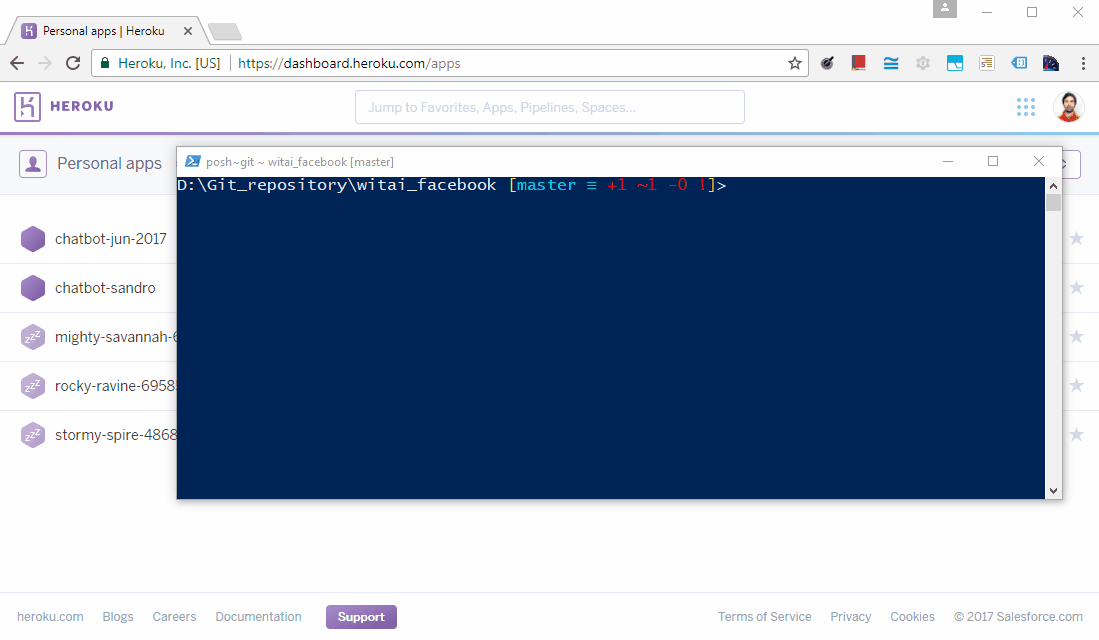 Personal apps | Heroku
Heroku, Inc. [US] https://dashboard.heroku.com/apps
HEROKU
Jump to Favorites, Apps, Pipelines, Spaces...
Personal apps
posh~git ~ witai_facebook [master]
D:\Git_repository\witai_facebook [master ≡ +1 ~1 -0 !]>
chatbot-jun-2017
chatbot-sandro
zzz mighty-savannah-
zzz rocky-ravine-6958
zzz stormy-spire-4868
heroku.com Blogs Careers Documentation Support Terms of Service Privacy Cookies © 2017 Salesforce.com